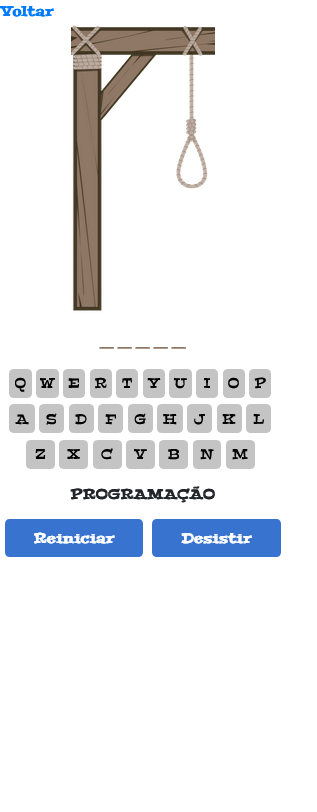 Voltar
_ _ _ _ _
Q W E R T Y U I O P
A S D F G H J K L
Z X C V B N M
PROGRAMAÇÃO
Reiniciar Desistir